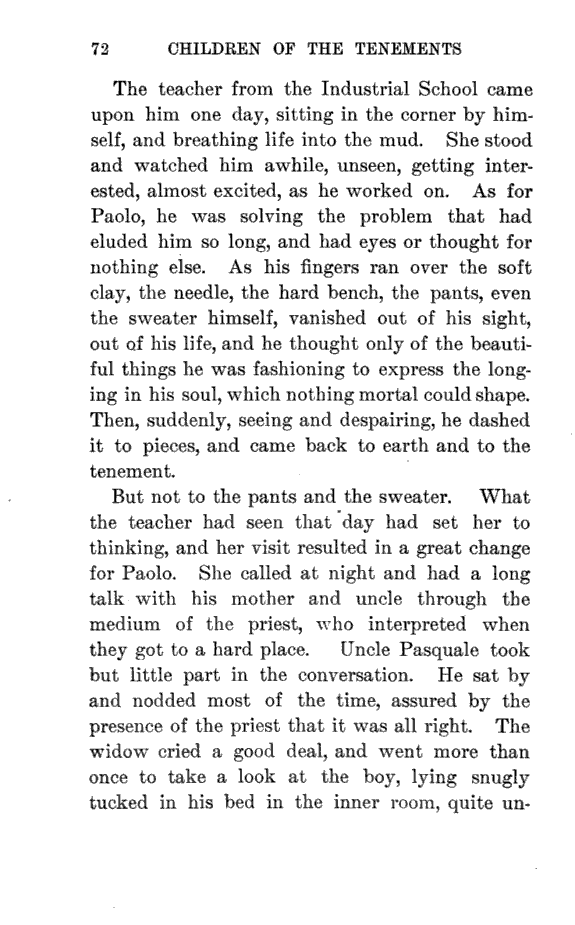 72 CHILDREN OF THE TENEMENTS
The teacher from the Industrial School came
upon him one day, sitting in the corner by him-
self, and breathing life into the mud. She stood
and watched him awhile, unseen, getting inter-
ested, almost excited, as he worked on. As for
Paolo, he was solving the problem that had
eluded him so long, and had eyes or thought for
nothing else. As his fingers ran over the soft
clay, the needle, the hard bench, the pants, even
the sweater himself, vanished out of his sight,
out of his life, and he thought only of the beauti-
ful things he was fashioning to express the long-
ing in his soul, which nothing mortal could shape.
Then, suddenly, seeing and despairing, he dashed
it to pieces, and came back to earth and to the
tenement.
But not to the pants and the sweater. What
the teacher had seen that day had set her to
thinking, and her visit resulted in a great change
for Paolo. She called at night and had a long
talk with his mother and uncle through the
medium of the priest, who interpreted when
they got to a hard place. Uncle Pasquale took
but little part in the conversation. He sat by
and nodded most of the time, assured by the
presence of the priest that it was all right. The
widow cried a good deal, and went more than
once to take a look at the boy, lying snugly
tucked in his bed in the inner room, quite un-